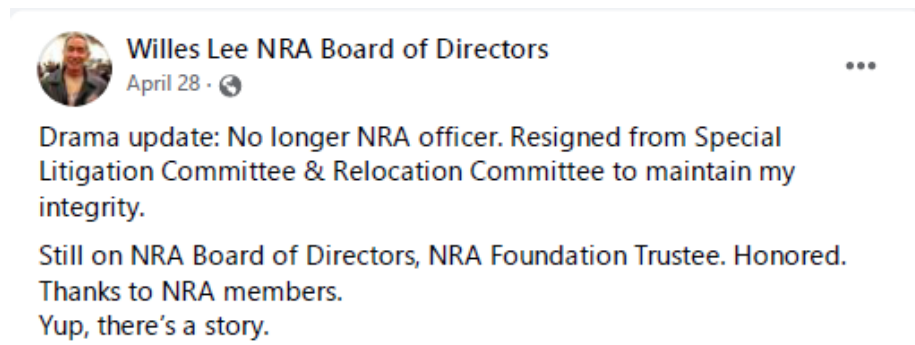 Willes Lee NRA Board of Directors
April 28 ·
Drama update: No longer NRA officer. Resigned from Special
Litigation Committee & Relocation Committee to maintain my
integrity.
Still on NRA Board of Directors, NRA Foundation Trustee. Honored.
Thanks to NRA members.
Yup, there's a story.